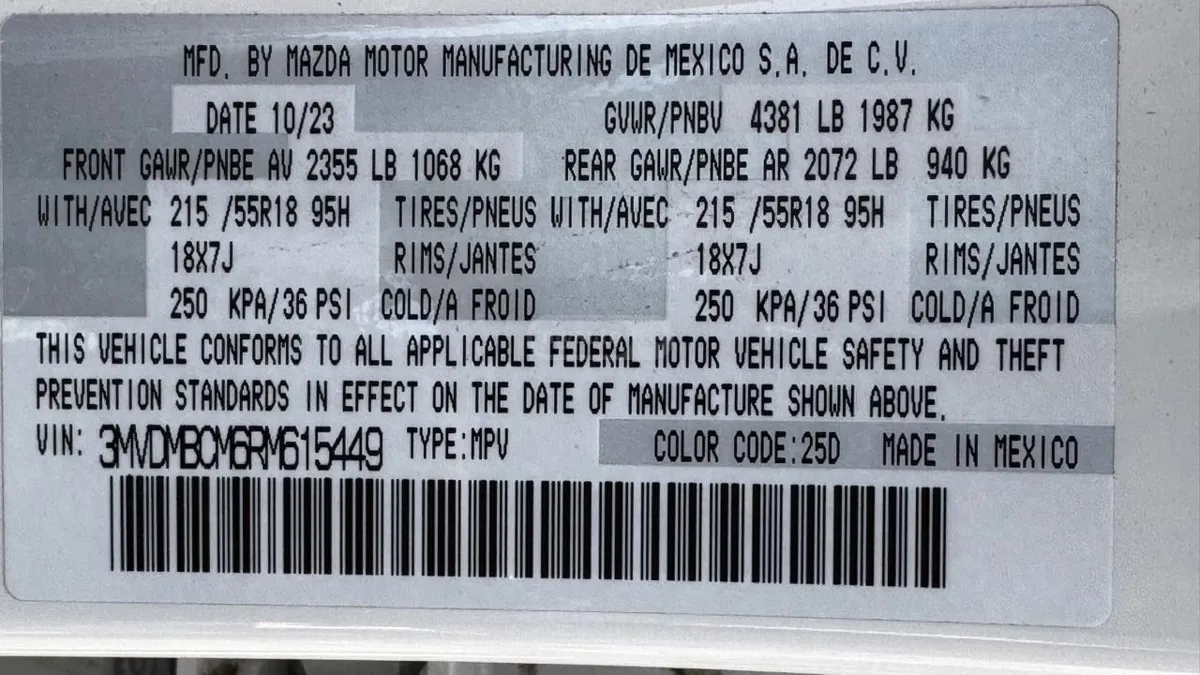 MFD. BY MAZDA MOTOR MANUFACTURING DE MEXICO S.A. DE C.V.
DATE 10/23 GVWR/PNBV 4381 LB 1987 KG
FRONT GAWR/PNBE AV 2355 LB 1068 KG REAR GAWR/PNBE AR 2072 LB 940 KG
WITH/AVEC 215 /55R18 95H TIRES/PNEUS WITH/AVEC 215 /55R18 95H TIRES/PNEUS
18X7J RIMS/JANTES 18X7J RIMS/JANTES
250 KPA/36 PSI COLD/A FROID 250 KPA/36 PSI COLD/A FROID
THIS VEHICLE CONFORMS TO ALL APPLICABLE FEDERAL MOTOR VEHICLE SAFETY AND THEFT
PREVENTION STANDARDS IN EFFECT ON THE DATE OF MANUFACTURE SHOWN ABOVE.
VIN: 3MVDMBCM6RM615449 TYPE:MPV COLOR CODE:25D MADE IN MEXICO